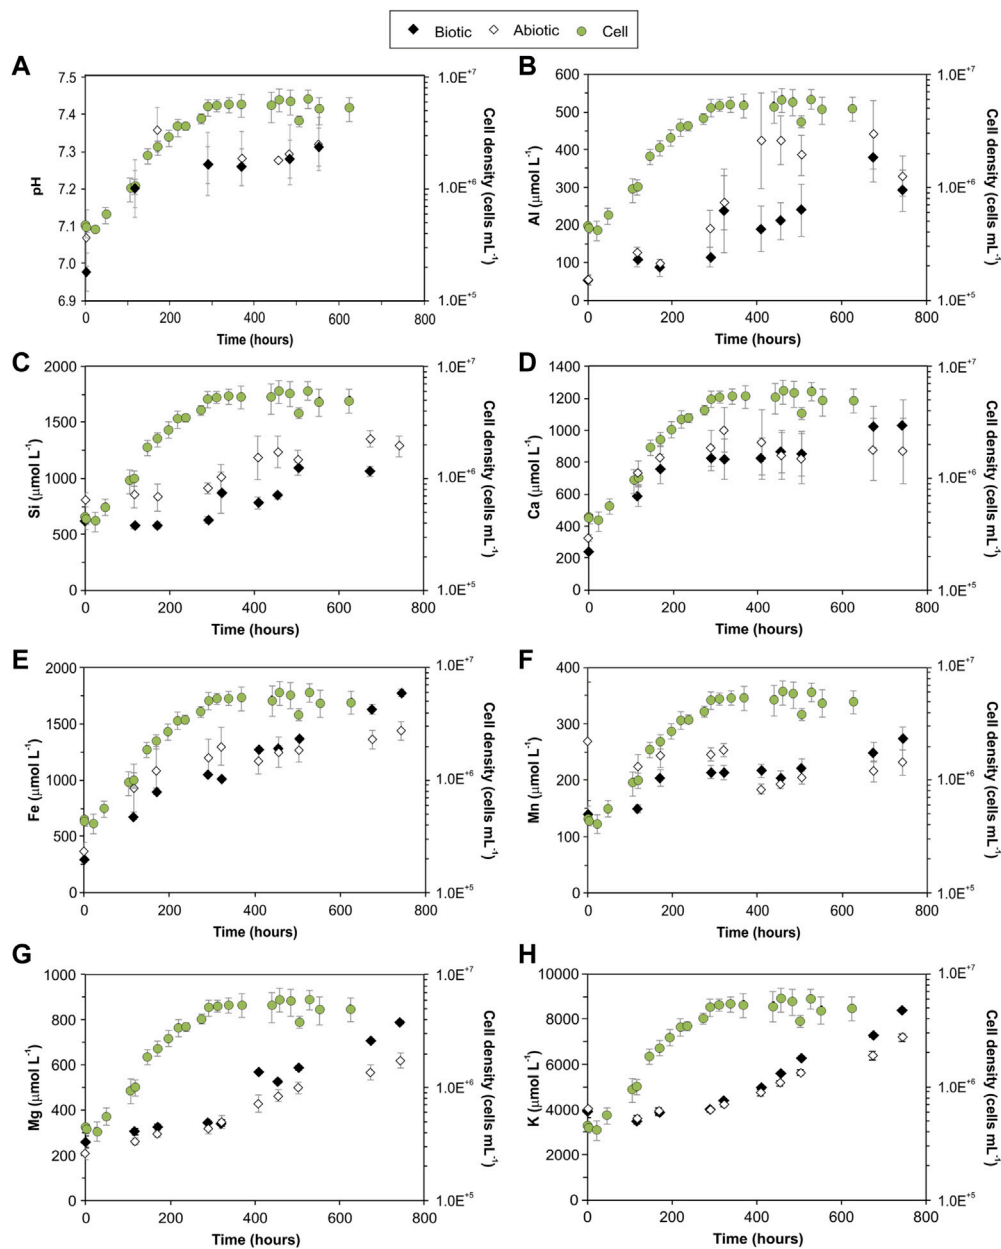 Biotic Abiotic Cell
A
7.5
7.4
7.3
7.2
7.1
7.0
6.9
pH
1.0E+7
1.0E+6
1.0E+5
Cell density (cells mL-1)
0 200 400 600 800
Time (hours)
B
600
500
400
300
200
100
0
Al (µmol L-1)
1.0E+7
1.0E+6
1.0E+5
Cell density (cells mL-1)
0 200 400 600 800
Time (hours)
C
2000
1500
1000
500
0
Si (µmol L-1)
1.0E+7
1.0E+6
1.0E+5
Cell density (cells mL-1)
0 200 400 600 800
Time (hours)
D
1400
1200
1000
800
600
400
200
0
Ca (µmol L-1)
1.0E+7
1.0E+6
1.0E+5
Cell density (cells mL-1)
0 200 400 600 800
Time (hours)
E
2000
1750
1500
1250
1000
750
500
250
0
Fe (µmol L-1)
1.0E+7
1.0E+6
1.0E+5
Cell density (cells mL-1)
0 200 400 600 800
Time (hours)
F
400
300
200
100
0
Mn (µmol L-1)
1.0E+7
1.0E+6
1.0E+5
Cell density (cells mL-1)
0 200 400 600 800
Time (hours)
G
1000
800
600
400
200
0
Mg (µmol L-1)
1.0E+7
1.0E+6
1.0E+5
Cell density (cells mL-1)
0 200 400 600 800
Time (hours)
H
10000
8000
6000
4000
2000
0
K (µmol L-1)
1.0E+7
1.0E+6
1.0E+5
Cell density (cells mL-1)
0 200 400 600 800
Time (hours)